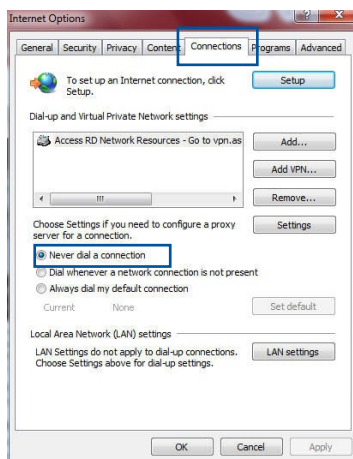 Internet Options
General Security Privacy Content Connections Programs Advanced
To set up an Internet connection, click
Setup.
Setup
Dial-up and Virtual Private Network settings
Access RD Network Resources - Go to vpn.as
Add...
Add VPN...
Remove...
Choose Settings if you need to configure a proxy
server for a connection.
Settings
Never dial a connection
Dial whenever a network connection is not present
Always dial my default connection
Current None
Set default
Local Area Network (LAN) settings
LAN Settings do not apply to dial-up connections.
Choose Settings above for dial-up settings.
LAN settings
OK Cancel Apply